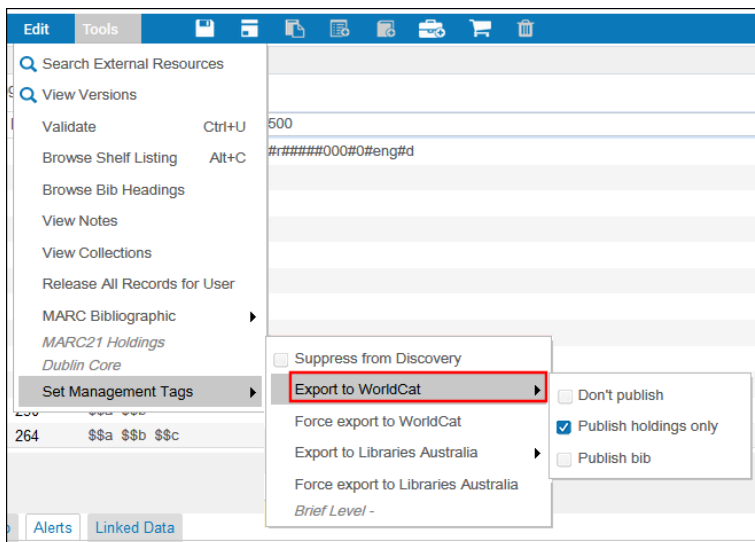 Edit Tools
Search External Resources
View Versions
Validate Ctrl+U
500
Browse Shelf Listing Alt+C
#r#####000#0#eng#d
Browse Bib Headings
View Notes
View Collections
Release All Records for User
MARC Bibliographic
MARC21 Holdings
Dublin Core
Set Management Tags
Suppress from Discovery
Export to WorldCat
Force export to WorldCat
Export to Libraries Australia
Force export to Libraries Australia
Brief Level -
Don't publish
Publish holdings only
Publish bib
264 $$a $$b $$c
Alerts Linked Data